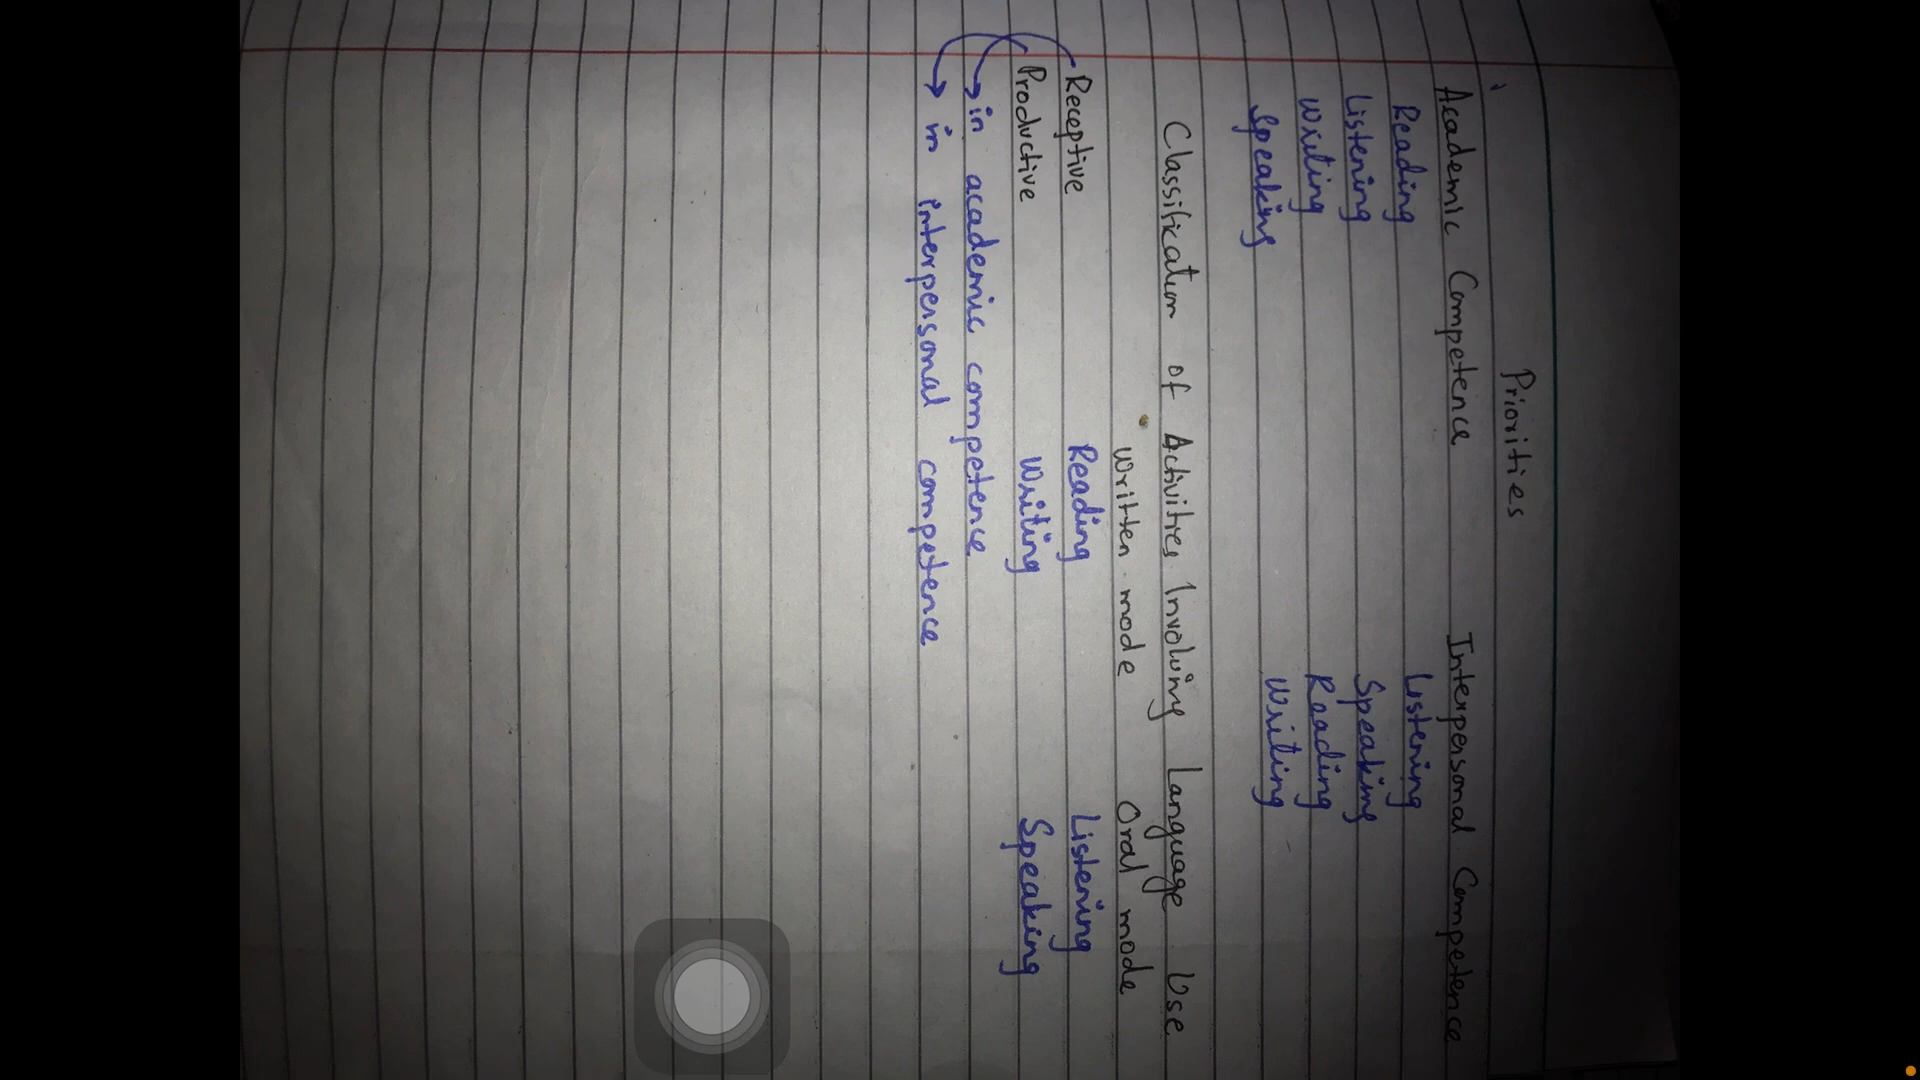 Priorities
Academic Competence Interpersonal Competence
Reading Listening
Listening Speaking
Writing Reading
Speaking Writing
Classification of Activities Involving Language Use
Written mode Oral mode
Receptive Reading Listening
Productive Writing Speaking
→ in academic competence
→ in interpersonal competence